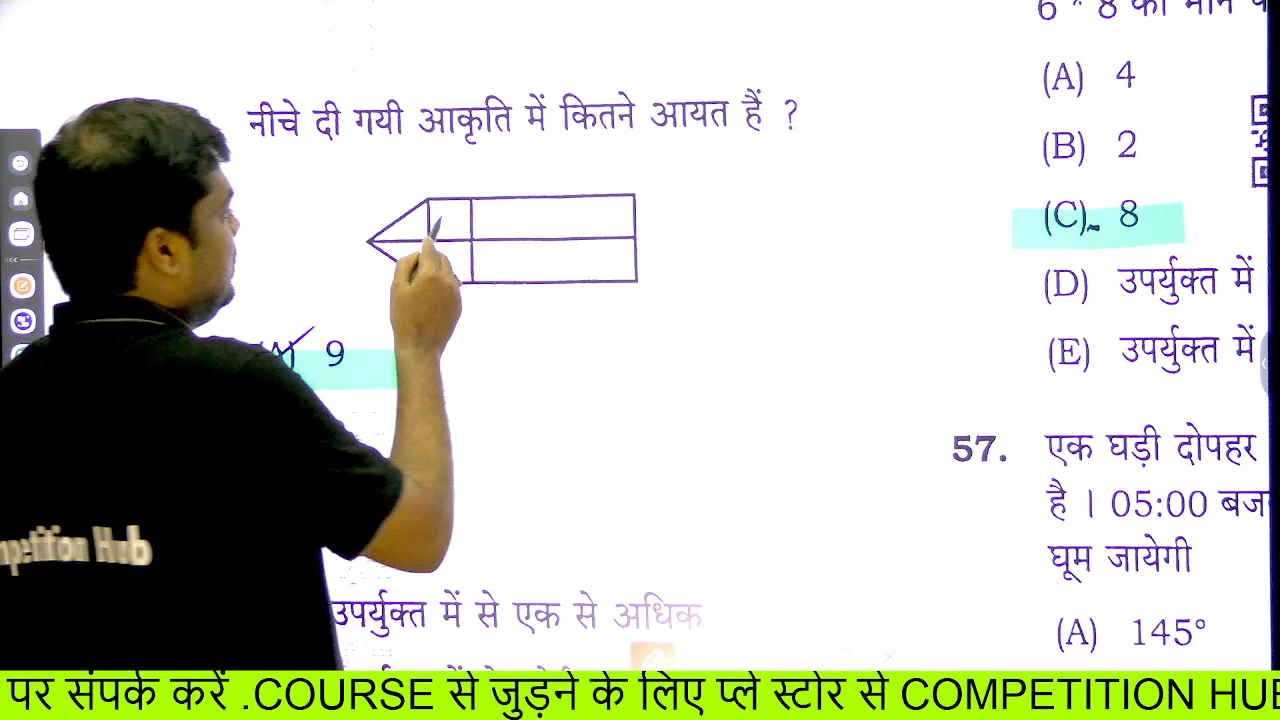 नीचे दी गयी आकृति में कितने आयत हैं ?
(A) 9
उपर्युक्त में से एक से अधिक
(A) 4
(B) 2
(C) 8
(D) उपर्युक्त में
(E) उपर्युक्त में
57. एक घड़ी दोपहर
है । 05:00 बज
घूम जायेगी
(A) 145°
mpetition Hub
पर संपर्क करें .COURSE से जुड़ने के लिए प्ले स्टोर से COMPETITION HUB